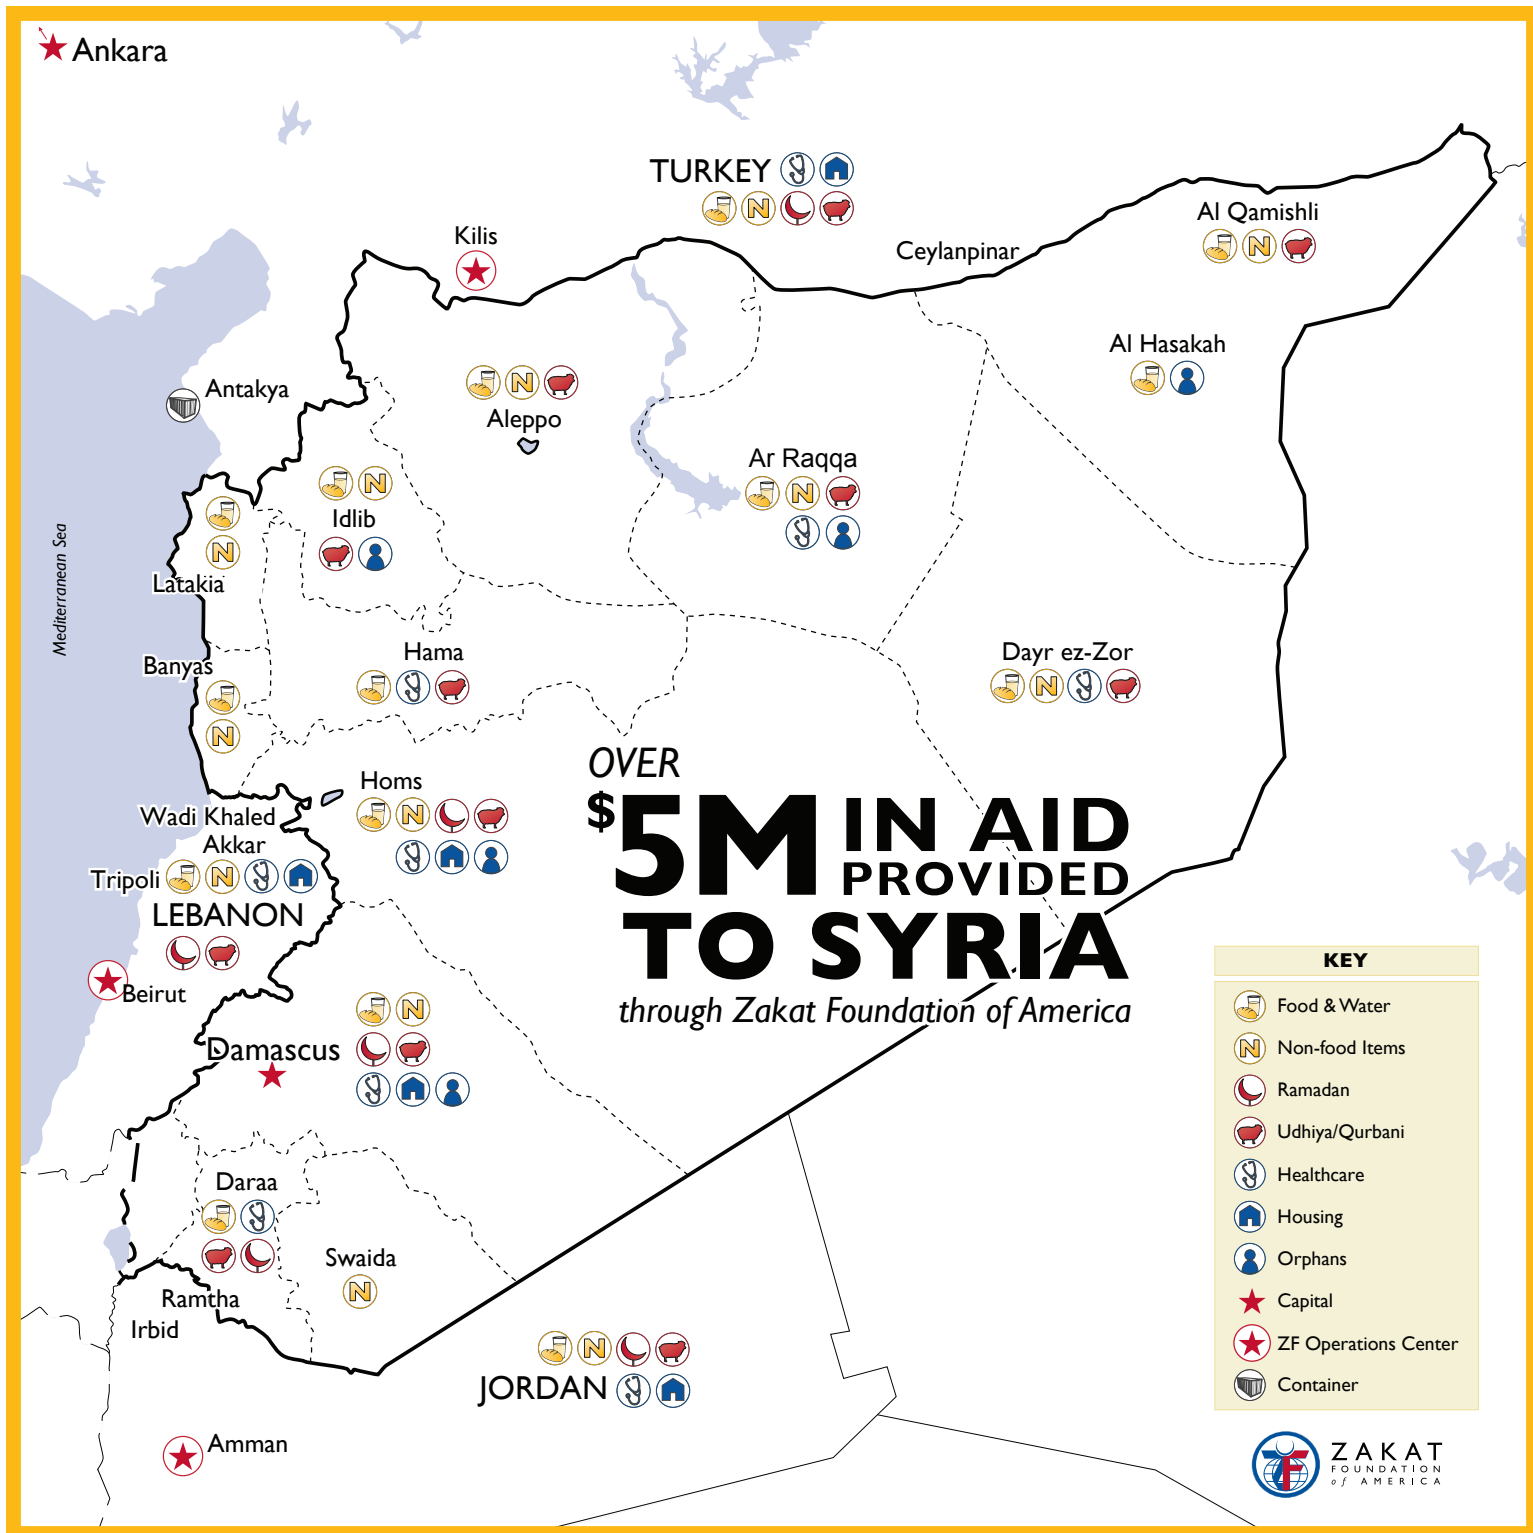 Ankara
TURKEY
Al Qamishli
Kilis
Ceylanpinar
Al Hasakah
Antakya
Aleppo
Ar Raqqa
Idlib
Mediterranean Sea
Latakia
Hama
Dayr ez-Zor
Banyas
OVER
$5M IN AID
PROVIDED
TO SYRIA
through Zakat Foundation of America
Homs
Wadi Khaled
Akkar
Tripoli
LEBANON
Beirut
Damascus
Daraa
Swaida
Ramtha
Irbid
JORDAN
Amman
KEY
Food & Water
N Non-food Items
Ramadan
Udhiya/Qurbani
Healthcare
Housing
Orphans
Capital
ZF Operations Center
Container
ZAKAT
FOUNDATION
of AMERICA